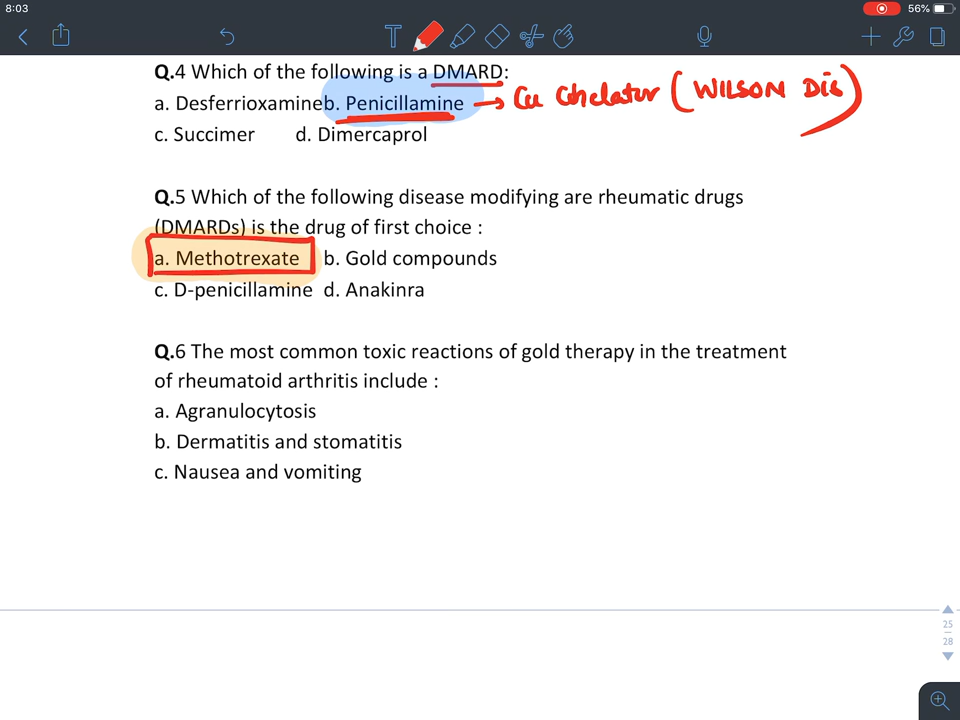 8:03
56%
Q.4 Which of the following is a DMARD:
a. Desferrioxamine b. Penicillamine → Cu Chelator (WILSON Dis)
c. Succimer d. Dimercaprol
Q.5 Which of the following disease modifying are rheumatic drugs
(DMARDs) is the drug of first choice :
a. Methotrexate b. Gold compounds
c. D-penicillamine d. Anakinra
Q.6 The most common toxic reactions of gold therapy in the treatment
of rheumatoid arthritis include :
a. Agranulocytosis
b. Dermatitis and stomatitis
c. Nausea and vomiting
25
28